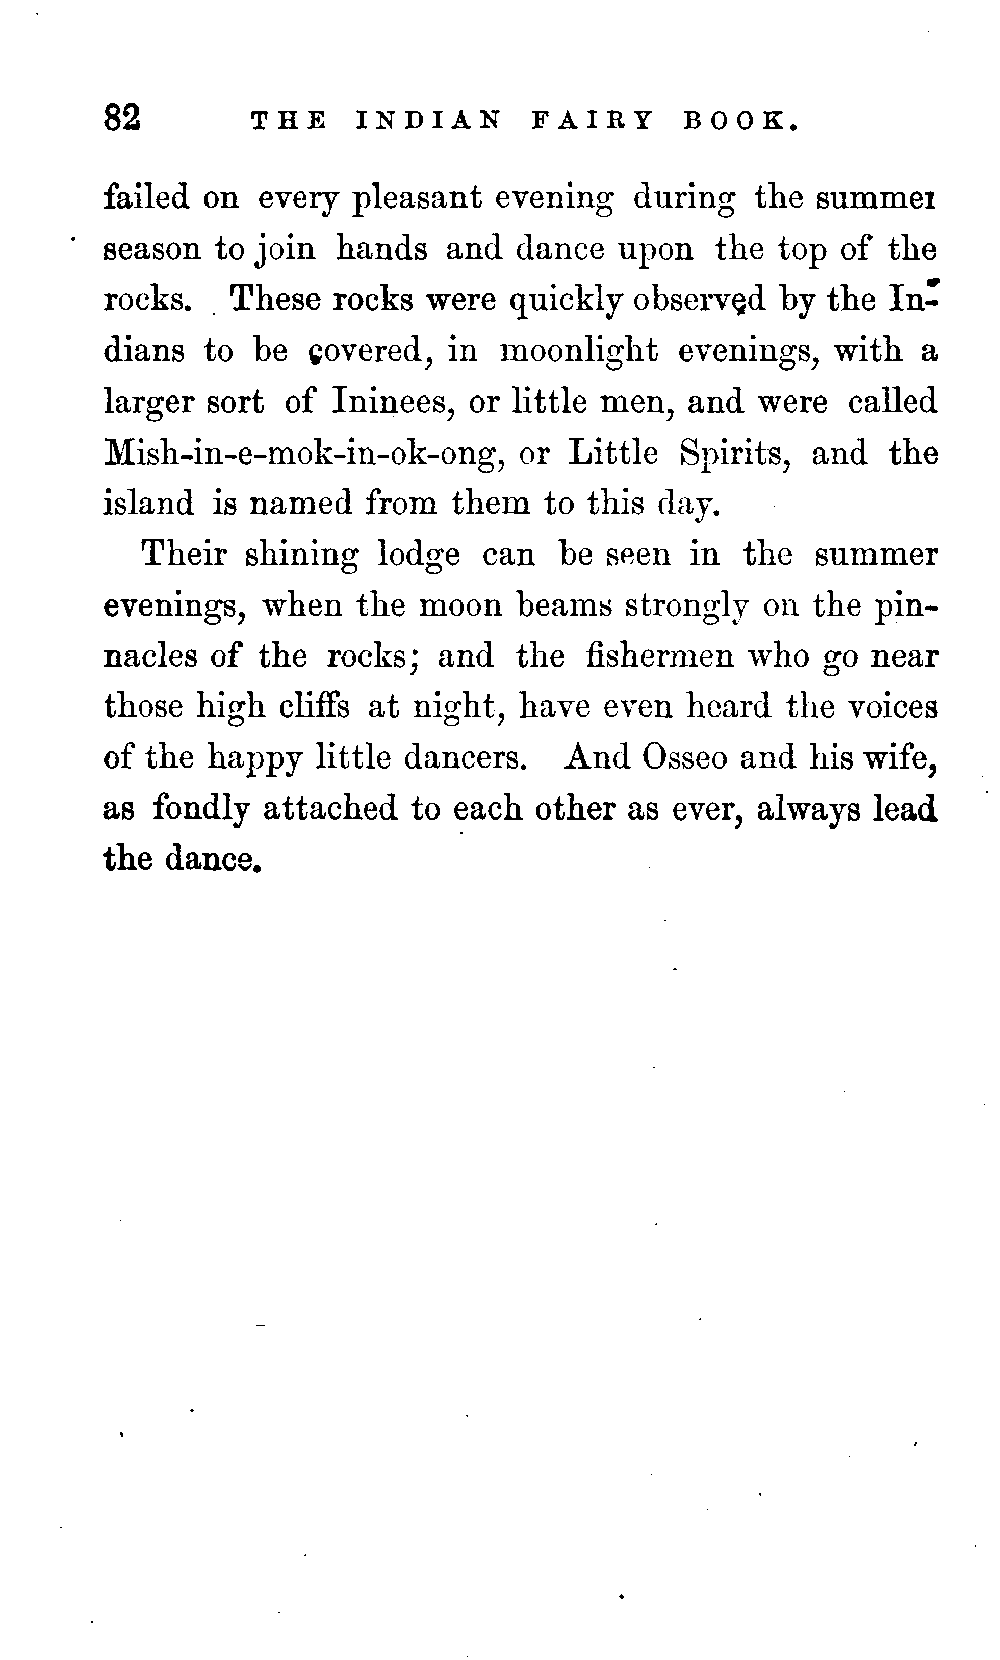 82 THE INDIAN FAIRY BOOK.
failed on every pleasant evening during the summer
season to join hands and dance upon the top of the
rocks. These rocks were quickly observed by the In-
dians to be covered, in moonlight evenings, with a
larger sort of Ininees, or little men, and were called
Mish-in-e-mok-in-ok-ong, or Little Spirits, and the
island is named from them to this day.
Their shining lodge can be seen in the summer
evenings, when the moon beams strongly on the pin-
nacles of the rocks; and the fishermen who go near
those high cliffs at night, have even heard the voices
of the happy little dancers. And Osseo and his wife,
as fondly attached to each other as ever, always lead
the dance.